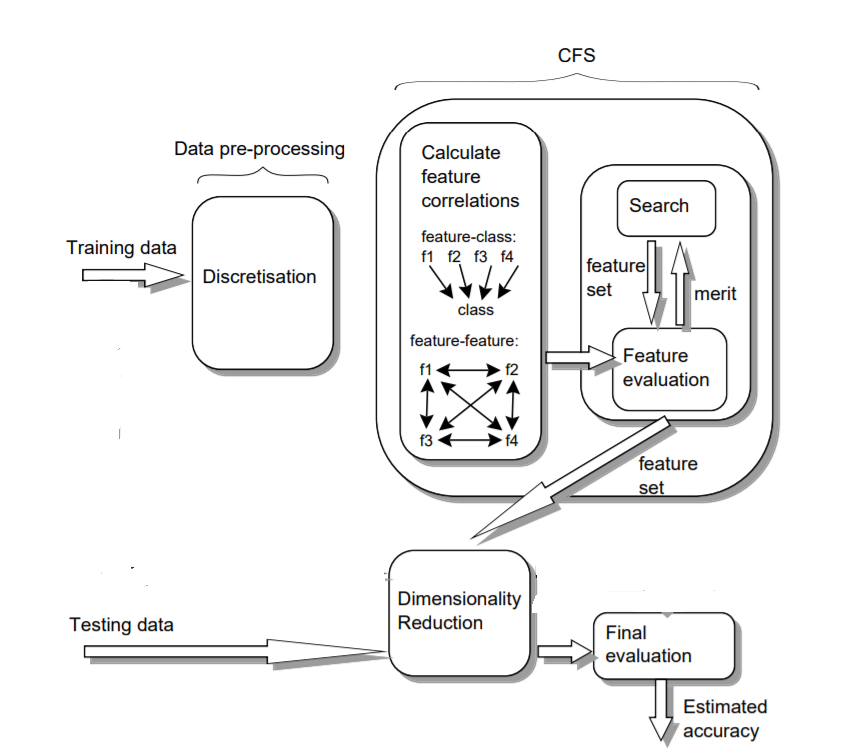 CFS
Data pre-processing
Training data
Discretisation
Calculate
feature
correlations
feature-class:
f1 f2 f3 f4
class
feature-feature:
f1 f2
f3 f4
Search
feature
set
merit
Feature
evaluation
feature
set
Testing data
Dimensionality
Reduction
Final
evaluation
Estimated
accuracy